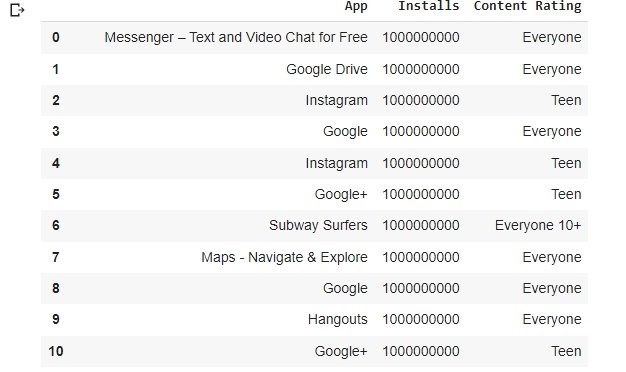 App Installs Content Rating
0 Messenger – Text and Video Chat for Free 1000000000 Everyone
1 Google Drive 1000000000 Everyone
2 Instagram 1000000000 Teen
3 Google 1000000000 Everyone
4 Instagram 1000000000 Teen
5 Google+ 1000000000 Teen
6 Subway Surfers 1000000000 Everyone 10+
7 Maps - Navigate & Explore 1000000000 Everyone
8 Google 1000000000 Everyone
9 Hangouts 1000000000 Everyone
10 Google+ 1000000000 Teen